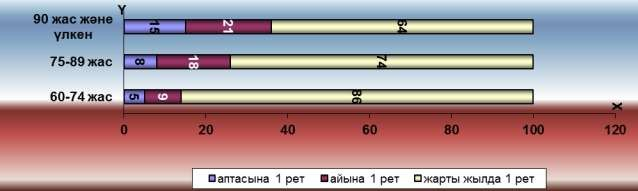 Y
90 жас және
үлкен
15 21 64
75-89 жас
8 18 74
60-74 жас
5 9 86
X
0 20 40 60 80 100 120
аптасына 1 рет айына 1 рет жарты жылда 1 рет